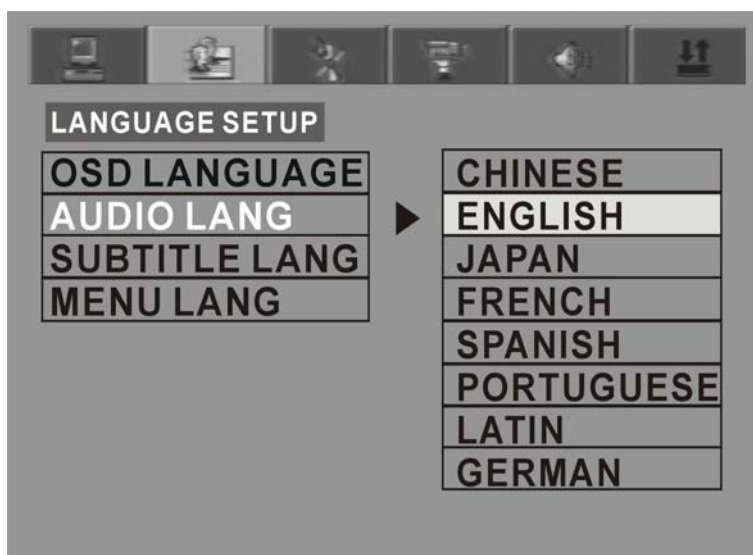 LANGUAGE SETUP
OSD LANGUAGE
AUDIO LANG
SUBTITLE LANG
MENU LANG
CHINESE
ENGLISH
JAPAN
FRENCH
SPANISH
PORTUGUESE
LATIN
GERMAN